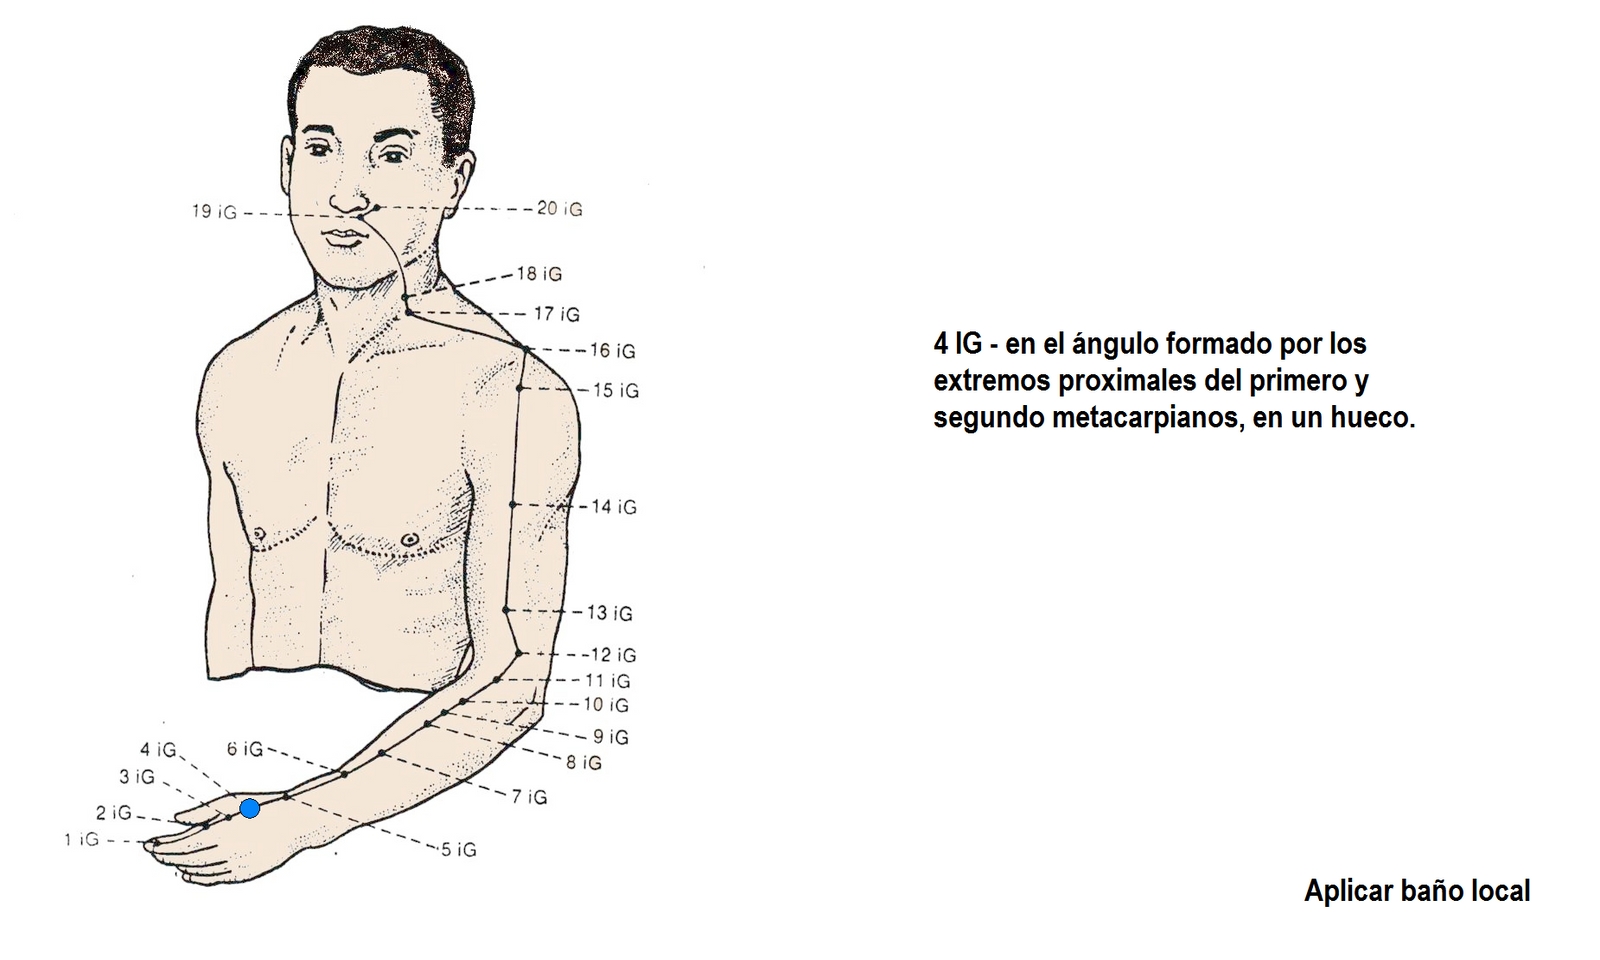 19 iG
20 iG
18 iG
17 iG
16 iG
15 iG
4 IG - en el ángulo formado por los
extremos proximales del primero y
segundo metacarpianos, en un hueco.
14 iG
13 iG
12 iG
11 iG
10 iG
9 iG
8 iG
7 iG
6 iG
4 iG
3 iG
2 iG
1 iG
5 iG
Aplicar baño local